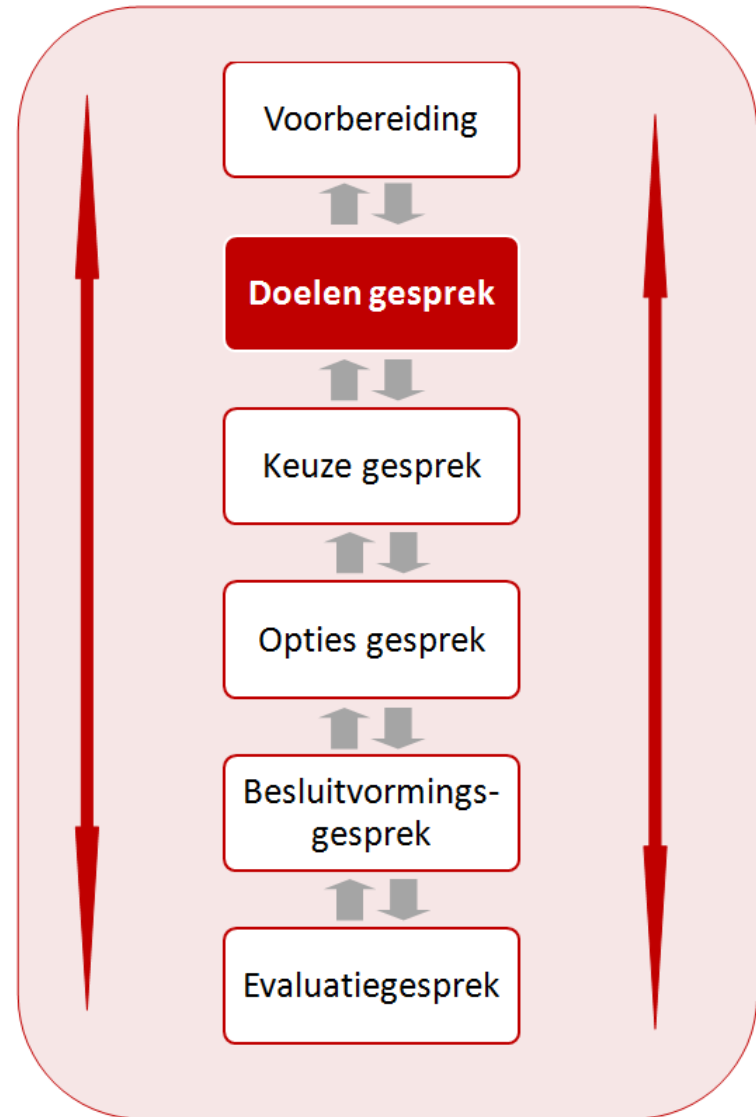 Voorbereiding
Doelen gesprek
Keuze gesprek
Opties gesprek
Besluitvormings-
gesprek
Evaluatiegesprek